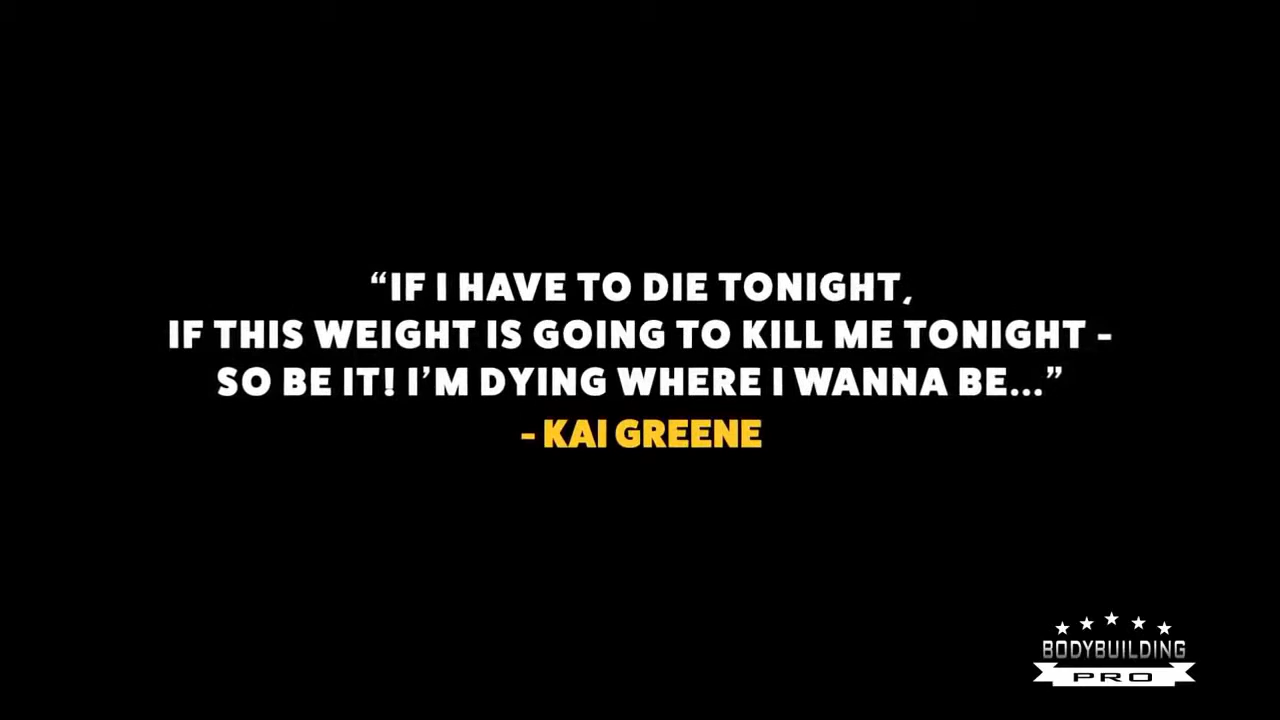 “IF I HAVE TO DIE TONIGHT,
IF THIS WEIGHT IS GOING TO KILL ME TONIGHT -
SO BE IT! I’M DYING WHERE I WANNA BE...”
- KAI GREENE
BODYBUILDING
PRO